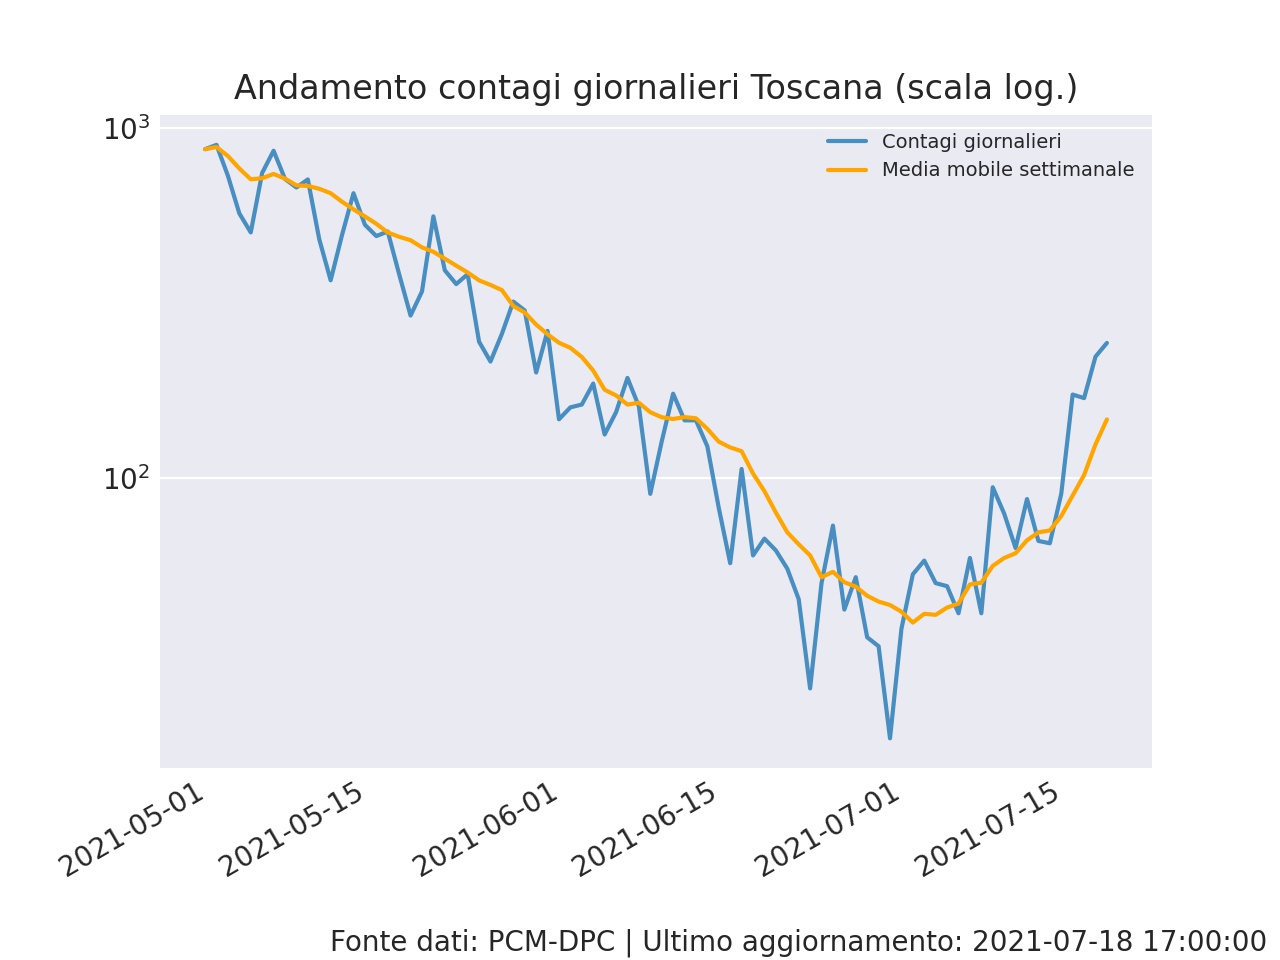 Andamento contagi giornalieri Toscana (scala log.)
10³
Contagi giornalieri
Media mobile settimanale
10²
2021-05-01
2021-05-15
2021-06-01
2021-06-15
2021-07-01
2021-07-15
Fonte dati: PCM-DPC | Ultimo aggiornamento: 2021-07-18 17:00:00